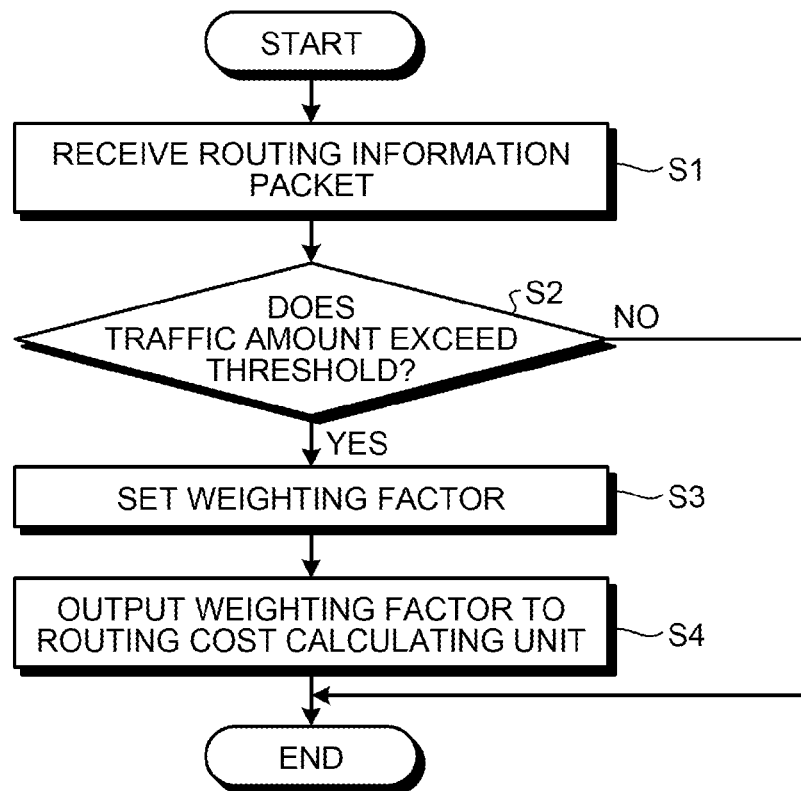 START
RECEIVE ROUTING INFORMATION
PACKET
S1
S2
DOES
TRAFFIC AMOUNT EXCEED
THRESHOLD?
NO
YES
SET WEIGHTING FACTOR
S3
OUTPUT WEIGHTING FACTOR TO
ROUTING COST CALCULATING UNIT
S4
END